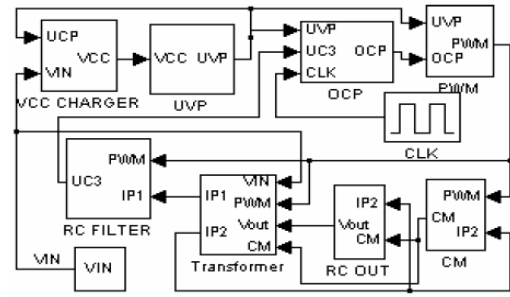 UCP
VIN
VCC
VCC CHARGER
VCC UVP
UVP
UVP
UC3
CLK
OCP
OCP
UVP
OCP
PWM
PWM
CLK
PWM
UC3
IP1
RC FILTER
VIN
IP1
PWM
Vout
IP2
CM
Transformer
IP2
Vout
CM
RC OUT
PWM
CM
IP2
CM
VIN
VIN